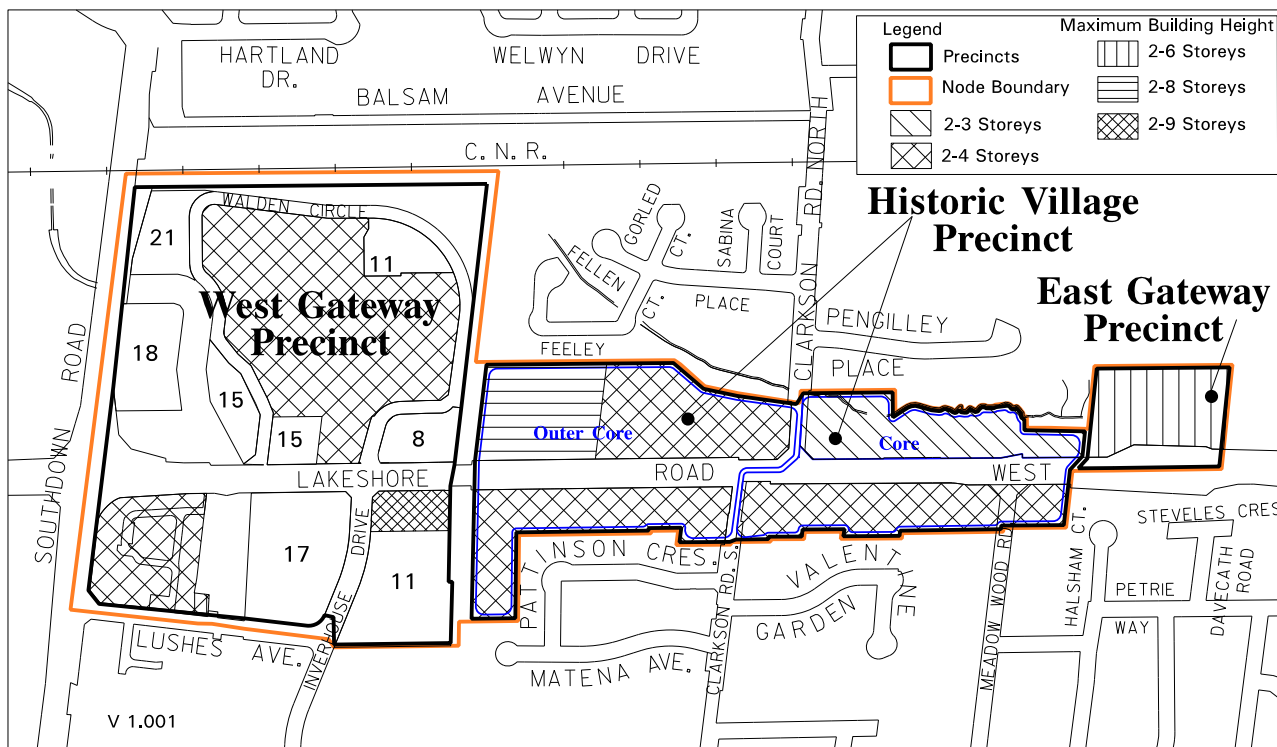 HARTLAND
DR.
WELWYN DRIVE
BALSAM AVENUE
C. N. R.
Legend
Precincts
Node Boundary
2-3 Storeys
2-4 Storeys
Maximum Building Height
2-6 Storeys
2-8 Storeys
2-9 Storeys
SOUTHDOWN ROAD
WALDEN CIRCLE
21
11
West Gateway
Precinct
18
15
15
8
GORLED
CT.
SABINA
COURT
FELLEN
CT.
PLACE
FEELEY
CLARKSON RD. NORTH
PENGILLEY
PLACE
Historic Village
Precinct
East Gateway
Precinct
Outer Core
Core
LAKESHORE ROAD WEST
17
11
INVERHOUSE DRIVE
LUSHES AVE.
PATTINSON CRES.
CLARKSON RD. S.
VALENTINE
GARDEN
MATENA AVE.
MEADOW WOOD RD
HALSHAM CT.
STEVELES CRES
PETRIE
WAY
DAVECATH
ROAD
V 1.001